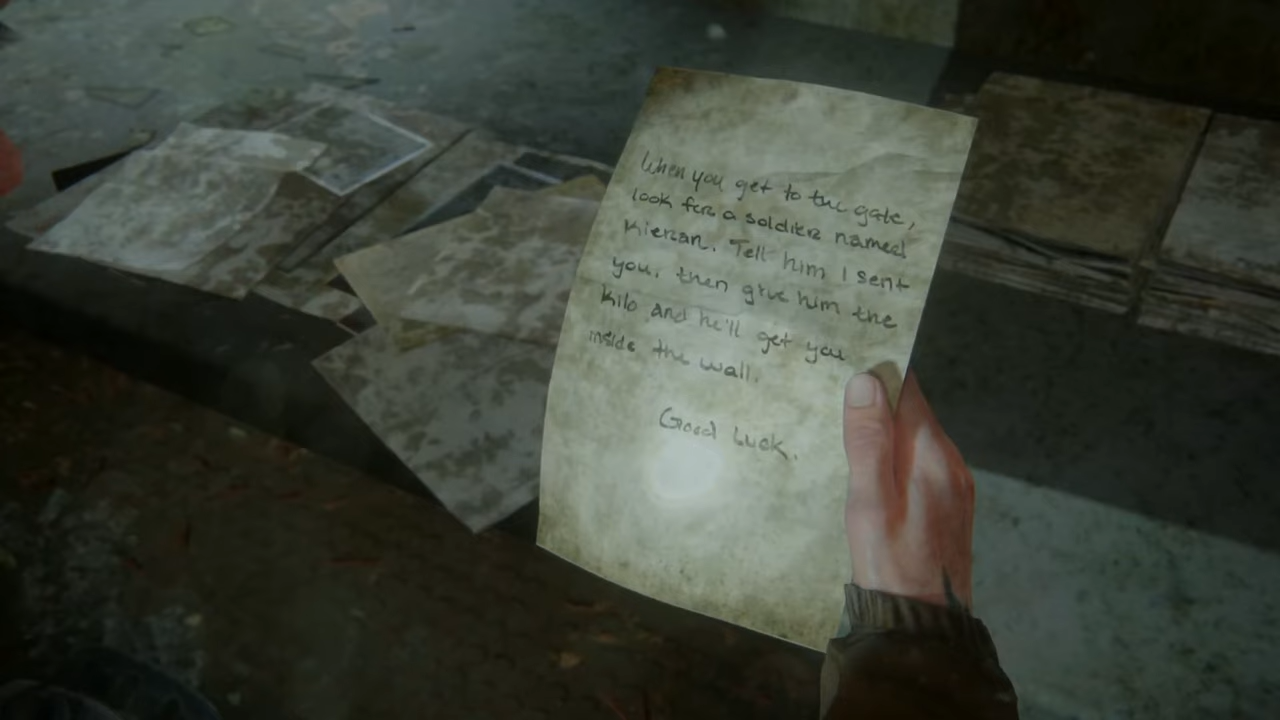 When you get to the gate,
look for a soldier named
Kieran. Tell him I sent
you, then give him the
kilo and he'll get you
inside the wall.
Good Luck.